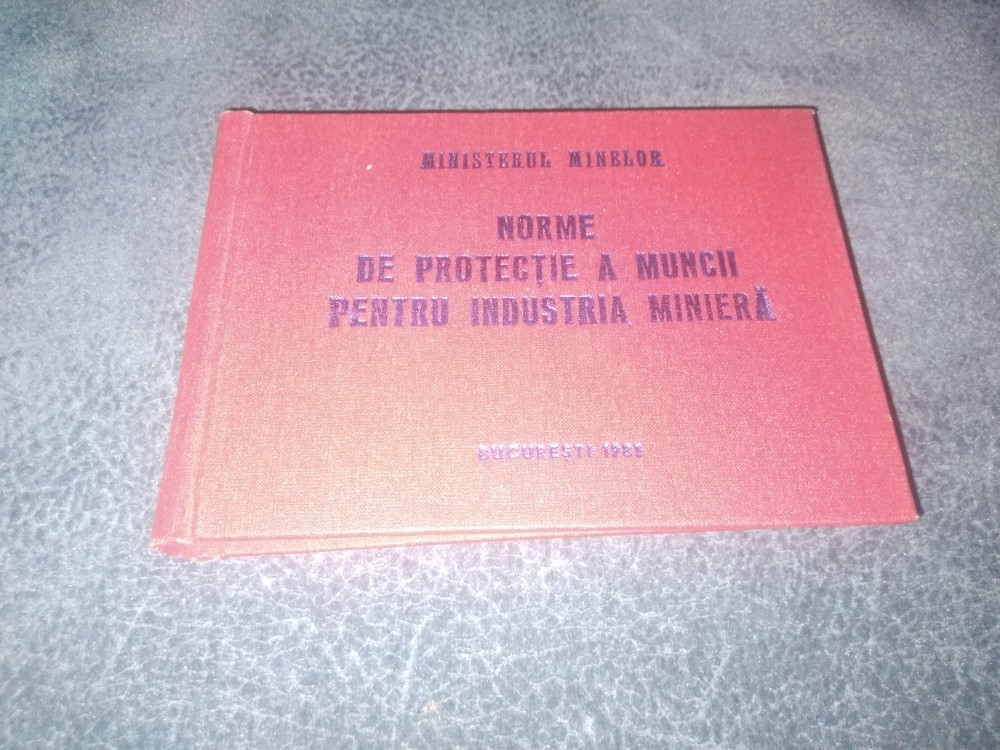 MINISTERUL MINELOR
NORME
DE PROTECȚIE A MUNCII
PENTRU INDUSTRIA MINIERĂ
BUCUREȘTI